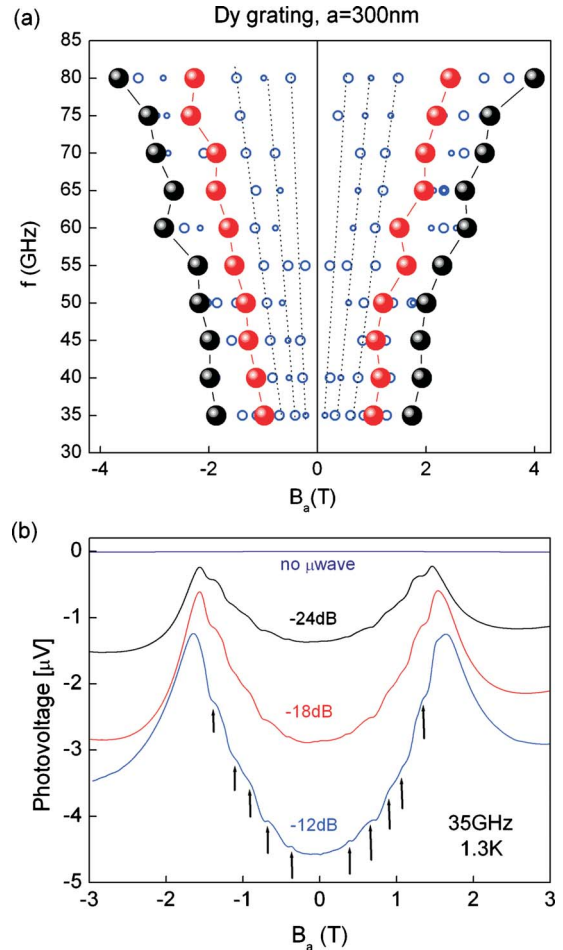 (a)
Dy grating, a=300nm
85
80
75
70
65
60
55
50
45
40
35
30
f (GHz)
-4 -2 0 2 4
B_a(T)
(b)
0
-1
-2
-3
-4
-5
Photovoltage [μV]
no μwave
-24dB
-18dB
-12dB
35GHz
1.3K
-3 -2 -1 0 1 2 3
B_a (T)